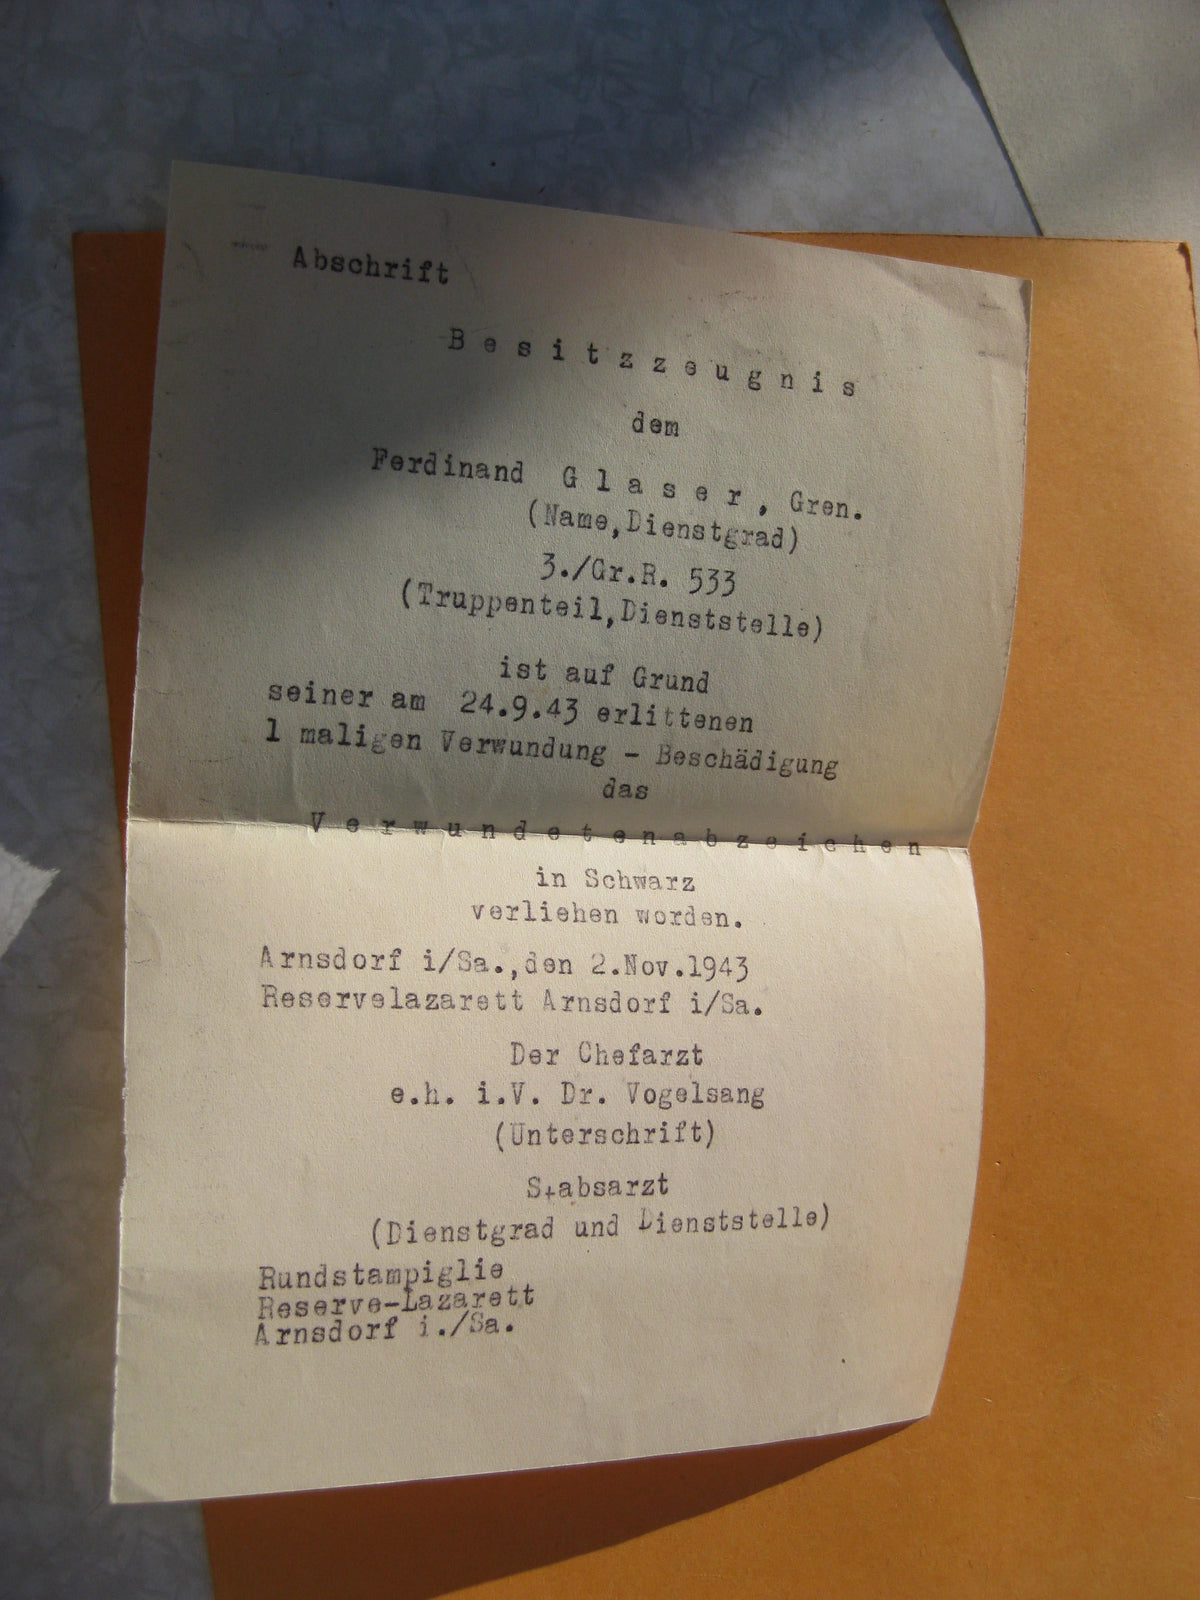 Abschrift
B e s i t z z e u g n i s
dem
Ferdinand G l a s e r , Gren.
(Name,Dienstgrad)
3./Gr.R. 533
(Truppenteil,Dienststelle)
ist auf Grund
seiner am 24.9.43 erlittenen
1 maligen Verwundung - Beschädigung
das
V e r w u n d e t e n a b z e i c h e n
in Schwarz
verliehen worden.
Arnsdorf i/Sa.,den 2.Nov.1943
Reservelazarett Arnsdorf i/Sa.
Der Chefarzt
e.h. i.V. Dr. Vogelsang
(Unterschrift)
Stabsarzt
(Dienstgrad und Dienststelle)
Rundstampiglie
Reserve-Lazarett
Arnsdorf i./Sa.